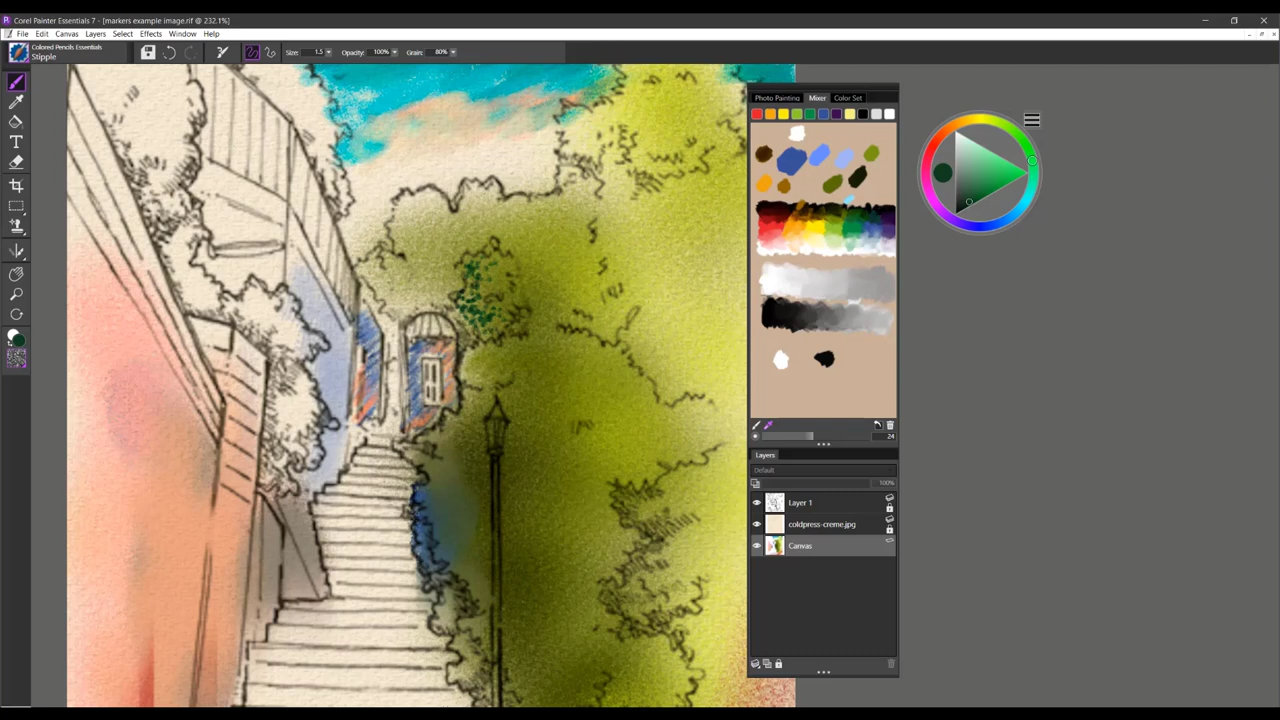 Corel Painter Essentials 7 - [markers example image.rif @ 232.1%]
File Edit Canvas Layers Select Effects Window Help
Colored Pencils Essentials
Stipple
Size: 1.5 Opacity: 100% Grain: 80%
Photo Painting Mixer Color Set
24
Layers
Default
100%
Layer 1
coldpress-creme.jpg
Canvas